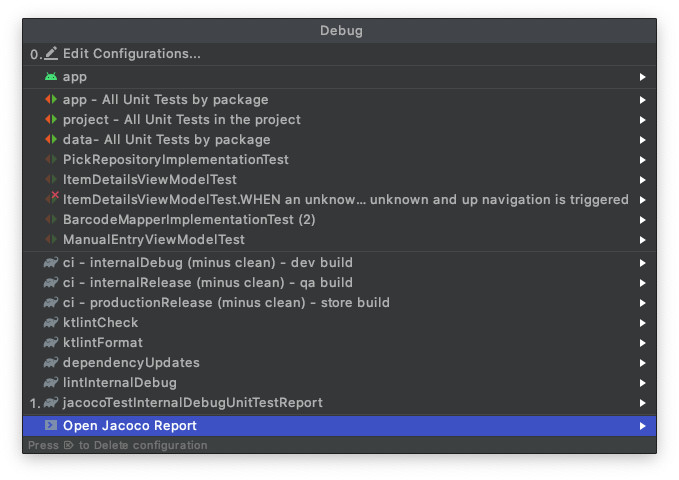 Debug
0. Edit Configurations...
app
app - All Unit Tests by package
project - All Unit Tests in the project
data- All Unit Tests by package
PickRepositoryImplementationTest
ItemDetailsViewModelTest
ItemDetailsViewModelTest.WHEN an unknow... unknown and up navigation is triggered
BarcodeMapperImplementationTest (2)
ManualEntryViewModelTest
ci - internalDebug (minus clean) - dev build
ci - internalRelease (minus clean) - qa build
ci - productionRelease (minus clean) - store build
ktlintCheck
ktlintFormat
dependencyUpdates
lintInternalDebug
1. jacocoTestInternalDebugUnitTestReport
Open Jacoco Report
Press ⌦ to Delete configuration